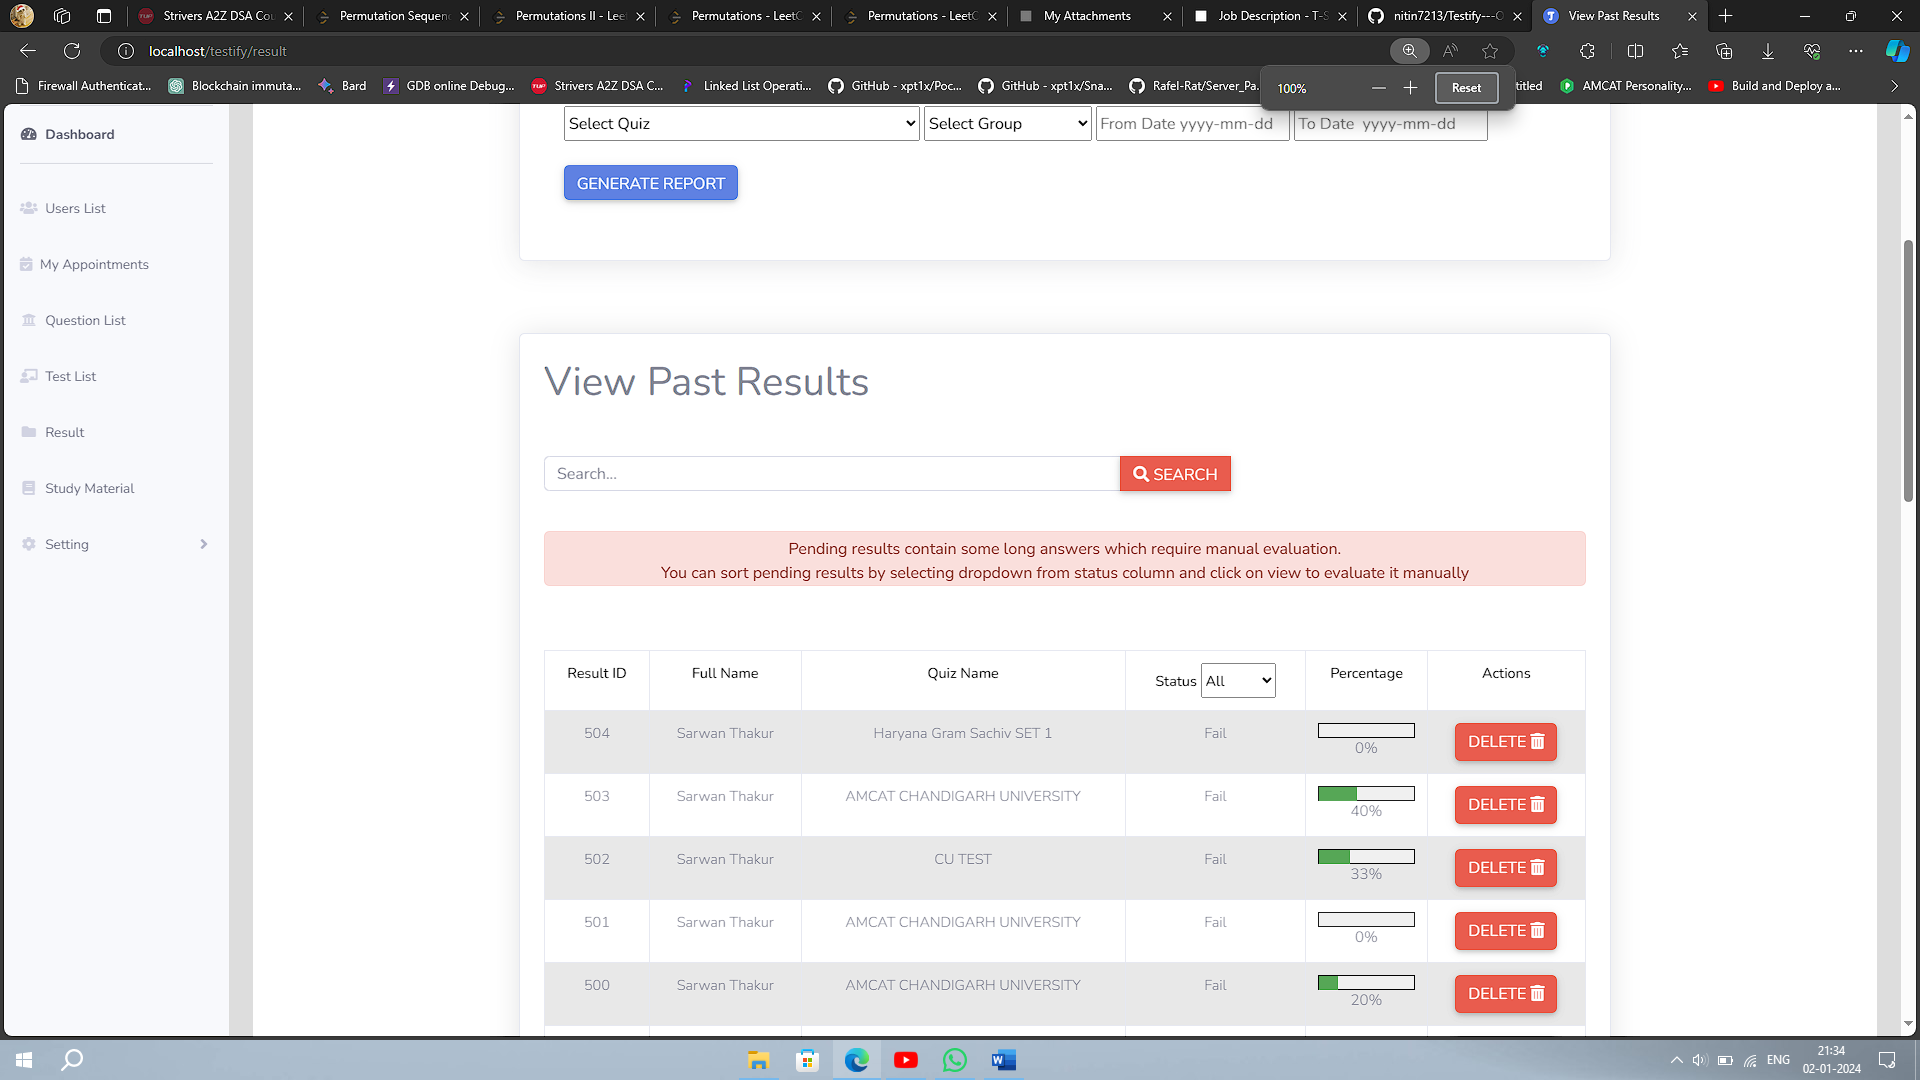 Strivers A2Z DSA Cou
Permutation Sequen
Permutations II - Leet
Permutations - LeetC
Permutations - LeetC
My Attachments
Job Description - T-S
nitin7213/Testify---O
View Past Results
localhost/testify/result
Firewall Authenticat...
Blockchain immuta...
Bard
GDB online Debug...
Strivers A2Z DSA C...
Linked List Operati...
GitHub - xpt1x/Poc...
GitHub - xpt1x/Sna...
Rafel-Rat/Server_Pa...
titled
AMCAT Personality...
Build and Deploy a...
100%
Reset
Dashboard
Users List
My Appointments
Question List
Test List
Result
Study Material
Setting
Select Quiz
Select Group
From Date yyyy-mm-dd
To Date yyyy-mm-dd
GENERATE REPORT
View Past Results
Search...
SEARCH
Pending results contain some long answers which require manual evaluation.
You can sort pending results by selecting dropdown from status column and click on view to evaluate it manually
Result ID Full Name Quiz Name Status All Percentage Actions
504 Sarwan Thakur Haryana Gram Sachiv SET 1 Fail 0% DELETE
503 Sarwan Thakur AMCAT CHANDIGARH UNIVERSITY Fail 40% DELETE
502 Sarwan Thakur CU TEST Fail 33% DELETE
501 Sarwan Thakur AMCAT CHANDIGARH UNIVERSITY Fail 0% DELETE
500 Sarwan Thakur AMCAT CHANDIGARH UNIVERSITY Fail 20% DELETE
ENG
21:34
02-01-2024